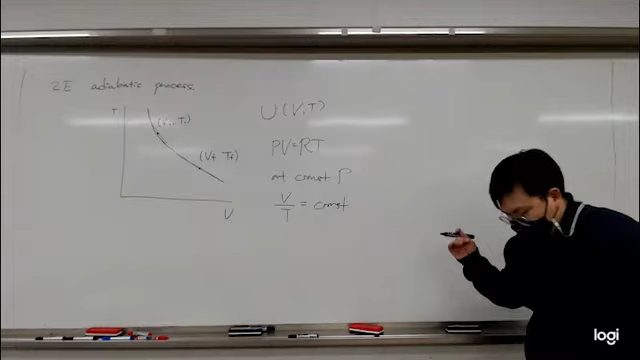 2E adiabatic process
T
(Vi, Ti)
(Vf Tf)
V
U(V,T)
PV=RT
at const P
V/T = const
logi